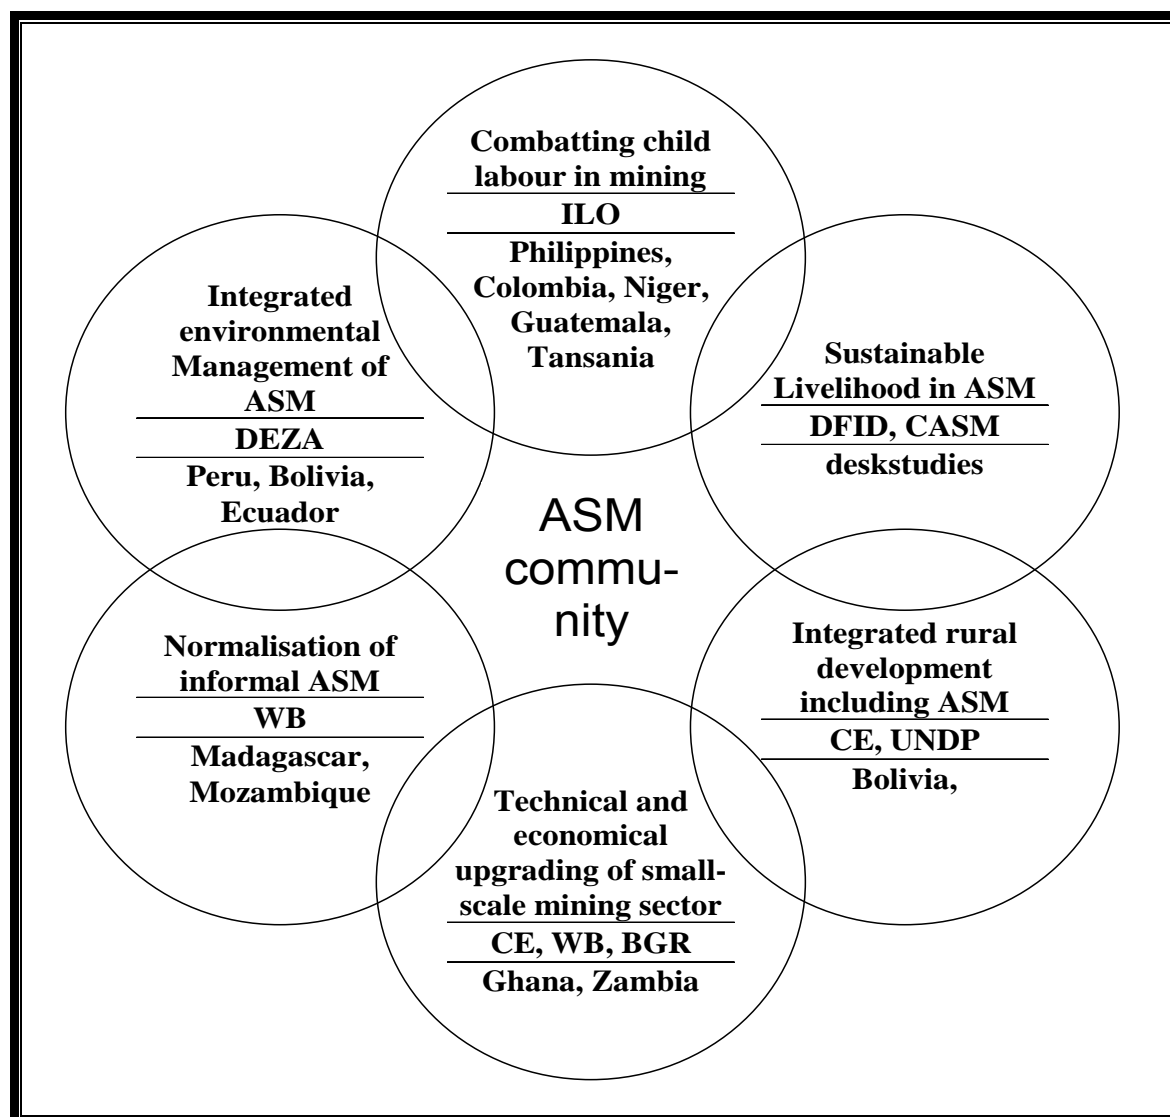 Combatting child
labour in mining
ILO
Philippines,
Colombia, Niger,
Guatemala,
Tansania
Integrated
environmental
Management of
ASM
DEZA
Peru, Bolivia,
Ecuador
Sustainable
Livelihood in ASM
DFID, CASM
deskstudies
ASM
commu-
nity
Normalisation of
informal ASM
WB
Madagascar,
Mozambique
Integrated rural
development
including ASM
CE, UNDP
Bolivia,
Technical and
economical
upgrading of small-
scale mining sector
CE, WB, BGR
Ghana, Zambia